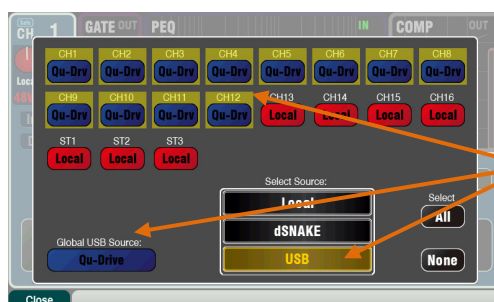 Sel
CH 1 GATE OUT PEQ IN COMP OUT
CH1 CH2 CH3 CH4 CH5 CH6 CH7 CH8
Qu-Drv Qu-Drv Qu-Drv Qu-Drv Qu-Drv Qu-Drv Qu-Drv Qu-Drv
CH9 CH10 CH11 CH12 CH13 CH14 CH15 CH16
Qu-Drv Qu-Drv Qu-Drv Qu-Drv Local Local Local Local
ST1 ST2 ST3
Local Local Local
Select Source:
Local
Select
All
dSNAKE
Global USB Source:
Qu-Drive
USB
None
Close